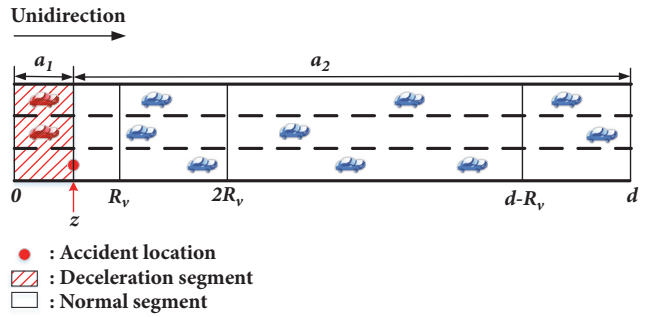 Unidirection
a1 a2
0 z Rv 2Rv d-Rv d
: Accident location
: Deceleration segment
: Normal segment